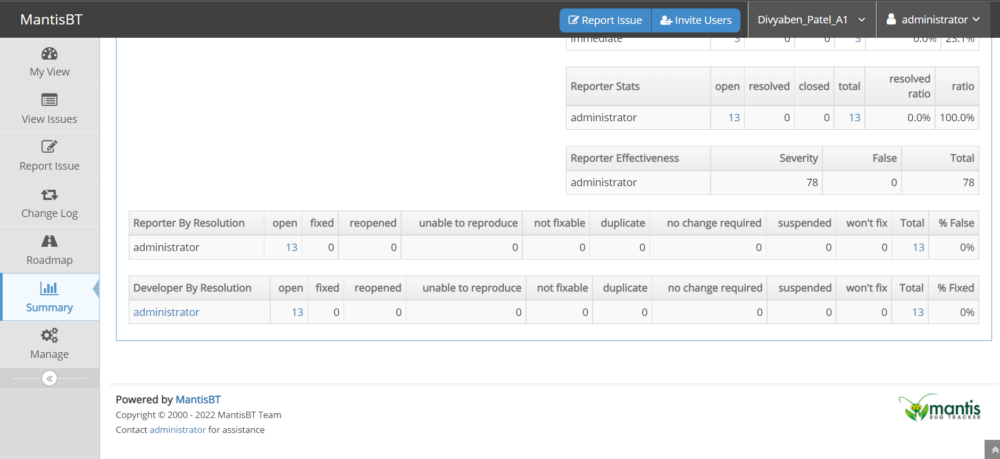 MantisBT
Report Issue
Invite Users
Divyaben_Patel_A1
administrator
My View
View Issues
Report Issue
Change Log
Roadmap
Summary
Manage
immediate 3 0 0 3 0.0% 23.1%
Reporter Stats open resolved closed total resolved ratio ratio
administrator 13 0 0 13 0.0% 100.0%
Reporter Effectiveness Severity False Total
administrator 78 0 78
Reporter By Resolution open fixed reopened unable to reproduce not fixable duplicate no change required suspended won't fix Total % False
administrator 13 0 0 0 0 0 0 0 0 13 0%
Developer By Resolution open fixed reopened unable to reproduce not fixable duplicate no change required suspended won't fix Total % Fixed
administrator 13 0 0 0 0 0 0 0 0 13 0%
Powered by MantisBT
Copyright © 2000 - 2022 MantisBT Team
Contact administrator for assistance
mantis
BUG TRACKER